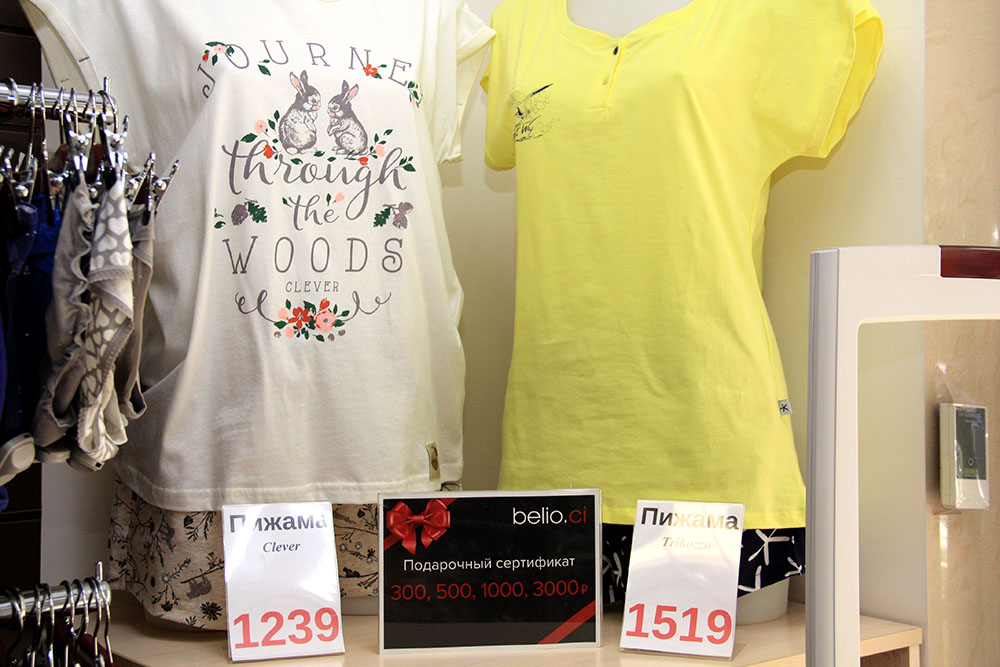 JOURNE
through
the
WOODS
CLEVER
Пижама
Clever
1239
belio.ci
Подарочный сертификат
300, 500, 1000, 3000₽
Пижама
Trikozza
1519